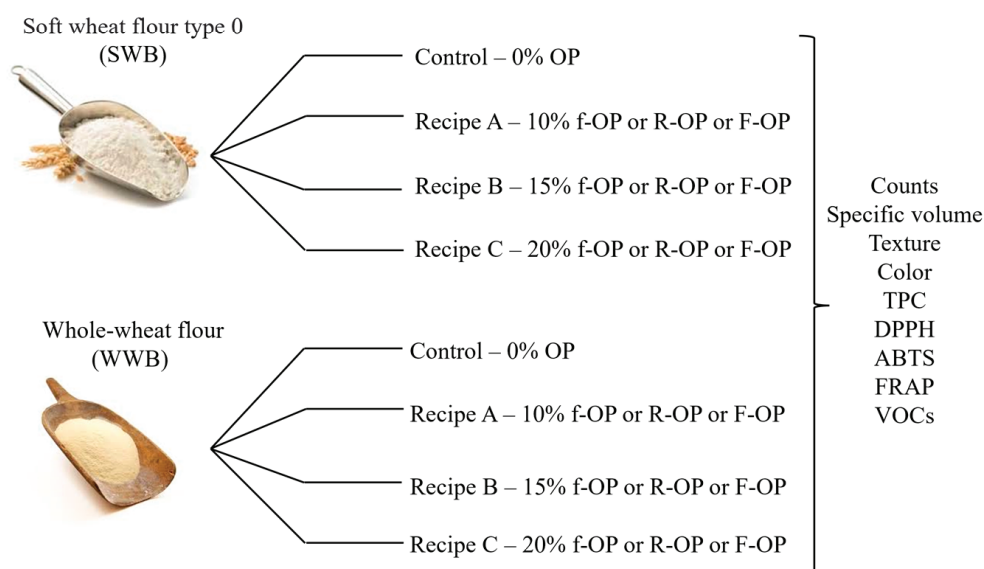 Soft wheat flour type 0
(SWB)
Control – 0% OP
Recipe A – 10% f-OP or R-OP or F-OP
Recipe B – 15% f-OP or R-OP or F-OP
Recipe C – 20% f-OP or R-OP or F-OP
Whole-wheat flour
(WWB)
Control – 0% OP
Recipe A – 10% f-OP or R-OP or F-OP
Recipe B – 15% f-OP or R-OP or F-OP
Recipe C – 20% f-OP or R-OP or F-OP
Counts
Specific volume
Texture
Color
TPC
DPPH
ABTS
FRAP
VOCs